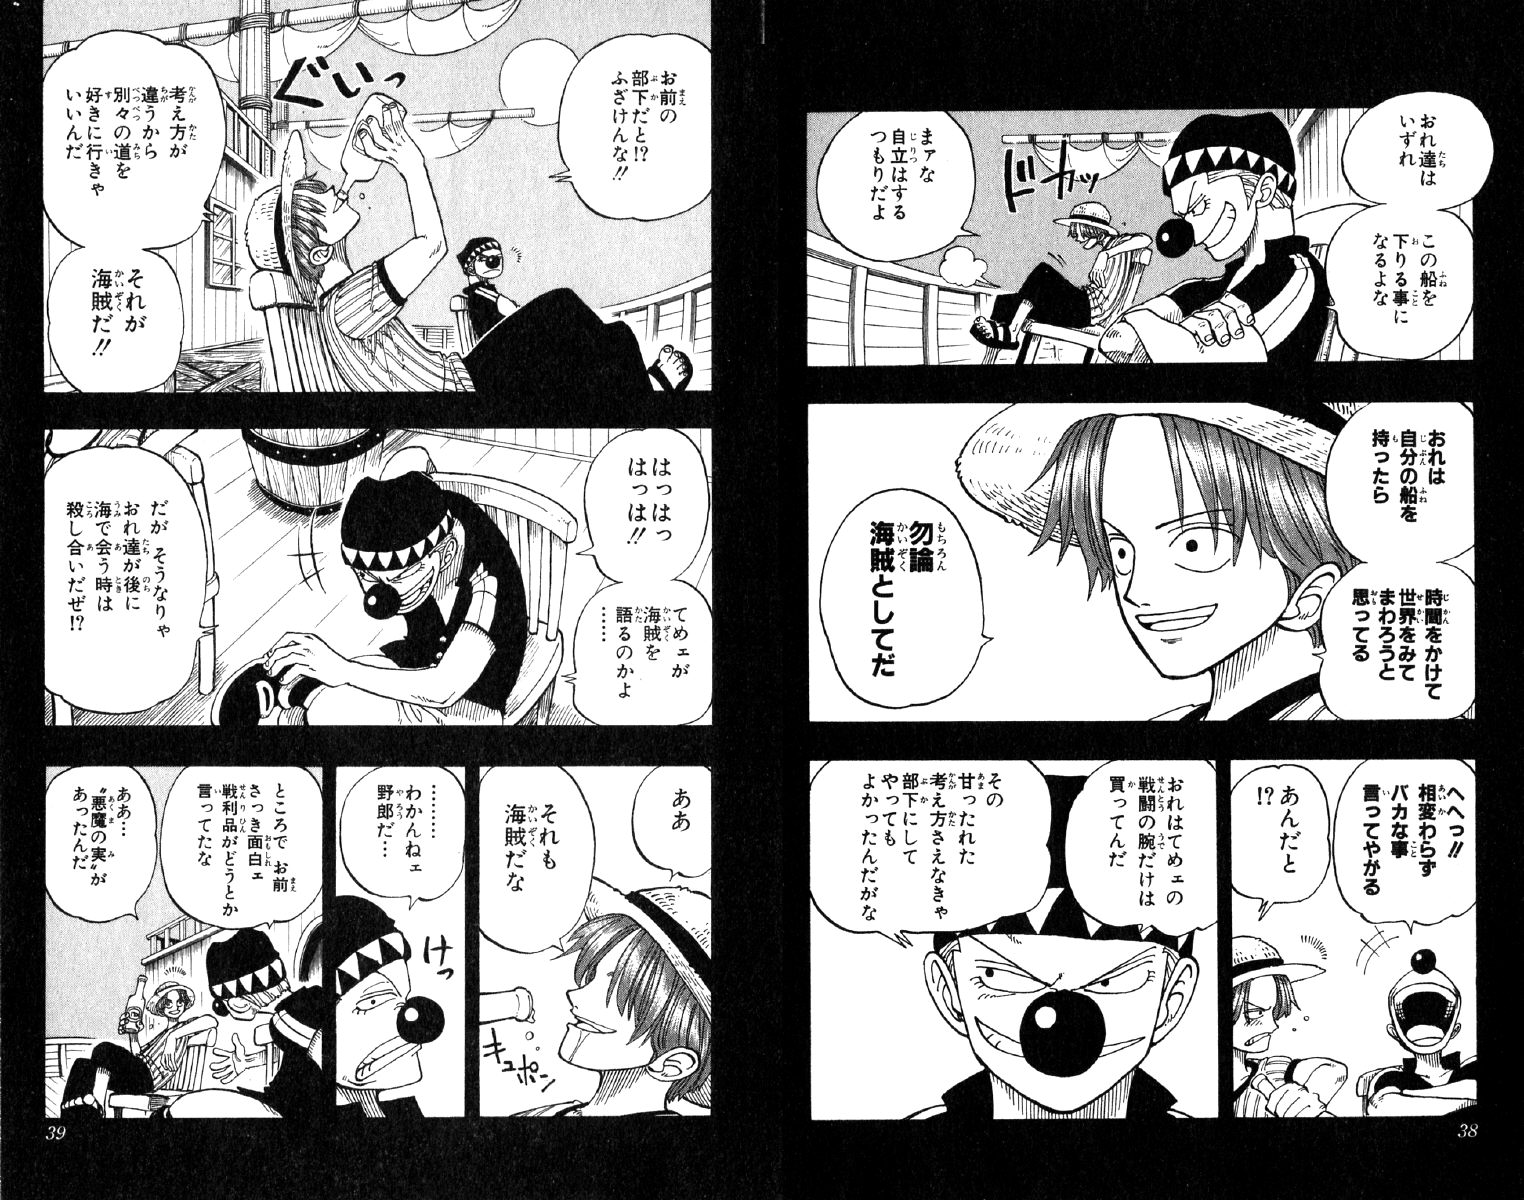 おれ達は
いずれ
この船を
下りる事に
なるよな
まァな
自立はする
つもりだよ
ドカッ
おれは
自分の船を
持ったら
時間をかけて
世界をみて
まわろうと
思ってる
勿論
海賊としてだ
へへっ!!
相変わらず
バカな事
言ってやがる
あんだと
!?
おれはてめェの
戦闘の腕だけは
買ってんだ
その
甘ったれた
考え方さえなきゃ
部下にして
やっても
よかったんだがな
38
お前の
部下だと!?
ふざけんな!!
ぐいっ
考え方が
違うから
別々の道を
好きに行きゃ
いいんだ
それが
海賊だ!!
はっはっ
はっは!!
てめェが
海賊を
語るのかよ
……
だが そうなりゃ
おれ達が後に
海で会う時は
殺し合いだぜ!?
ああ
それも
海賊だな
キュポン
………
わかんねェ
野郎だ…
けっ
ところで お前
さっき面白ェ
戦利品がどうとか
言ってたな
ああ…
“悪魔の実”が
あったんだ
39